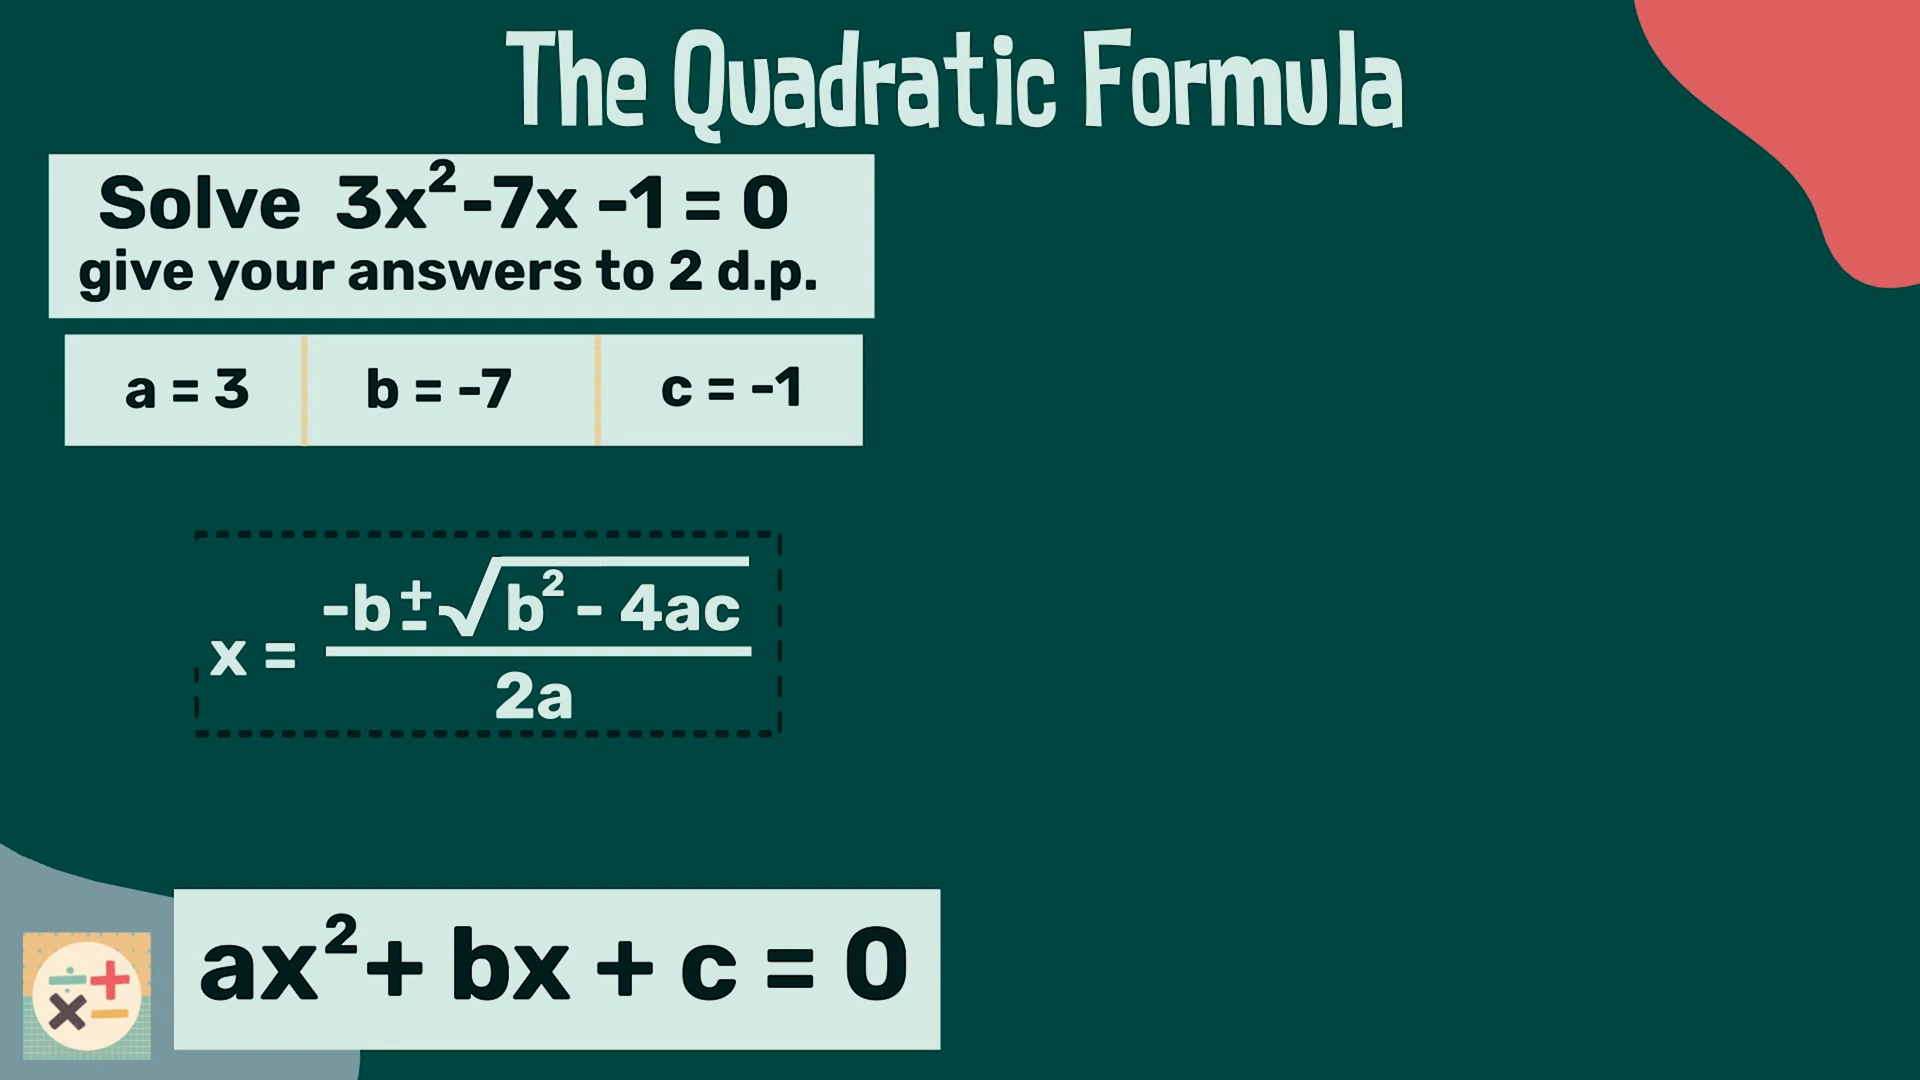 The Quadratic Formula
Solve 3x²-7x -1 = 0
give your answers to 2 d.p.
a = 3 b = -7 c = -1
x = -b±√b² - 4ac
2a
ax²+ bx + c = 0